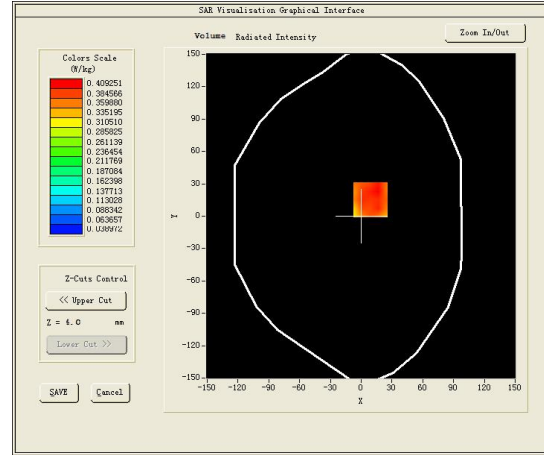 SAR Visualisation Graphical Interface
Volume Radiated Intensity
Zoom In/Out
Colors Scale
(W/kg)
0.409251
0.384566
0.359880
0.335195
0.310510
0.285825
0.261139
0.236454
0.211769
0.187084
0.162398
0.137713
0.113028
0.088342
0.063657
0.038972
Z-Cuts Control
<< Upper Cut
Z = 4.0 mm
Lower Cut >>
SAVE
Cancel
150
120
90
60
30
0
-30
-60
-90
-120
-150
Y
-150 -120 -90 -60 -30 0 30 60 90 120 150
X